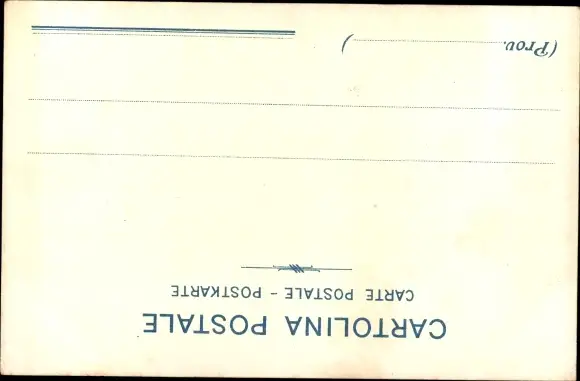 CARTOLINA POSTALE
CARTE POSTALE - POSTKARTE
(Prov. )